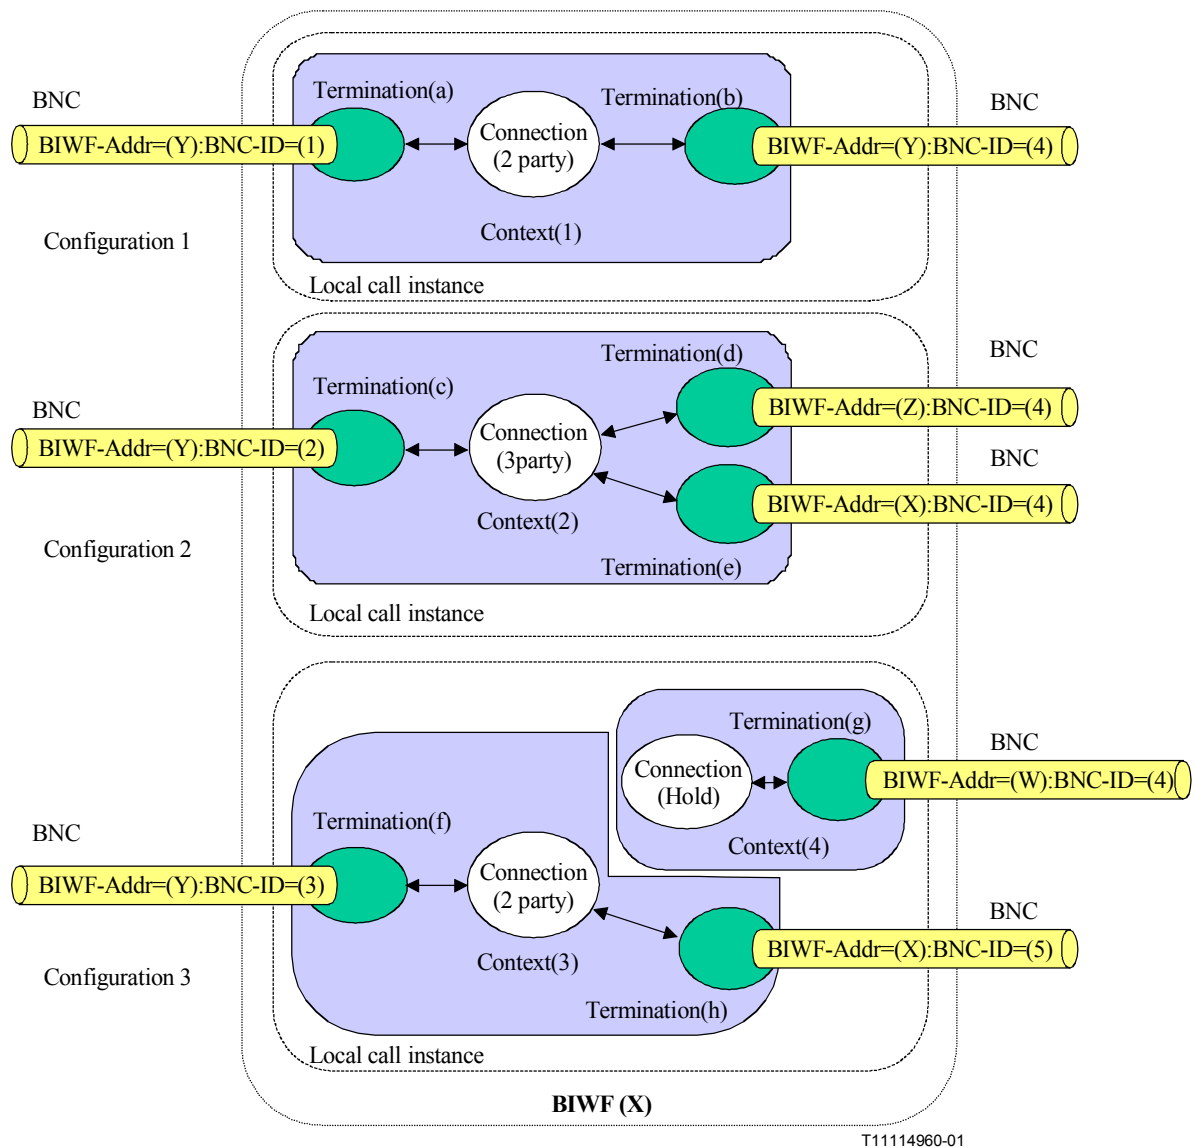 BNC
Termination(a)
Termination(b)
BNC
BIWF-Addr=(Y):BNC-ID=(1)
Connection
(2 party)
BIWF-Addr=(Y):BNC-ID=(4)
Configuration 1
Context(1)
Local call instance
BNC
Termination(c)
Termination(d)
BNC
BIWF-Addr=(Z):BNC-ID=(4)
BIWF-Addr=(Y):BNC-ID=(2)
Connection
(3party)
BNC
BIWF-Addr=(X):BNC-ID=(4)
Configuration 2
Context(2)
Termination(e)
Local call instance
Termination(g)
BNC
Connection
(Hold)
BIWF-Addr=(W):BNC-ID=(4)
Context(4)
BNC
Termination(f)
BIWF-Addr=(Y):BNC-ID=(3)
Connection
(2 party)
BNC
BIWF-Addr=(X):BNC-ID=(5)
Configuration 3
Context(3)
Termination(h)
Local call instance
BIWF (X)
T11114960-01